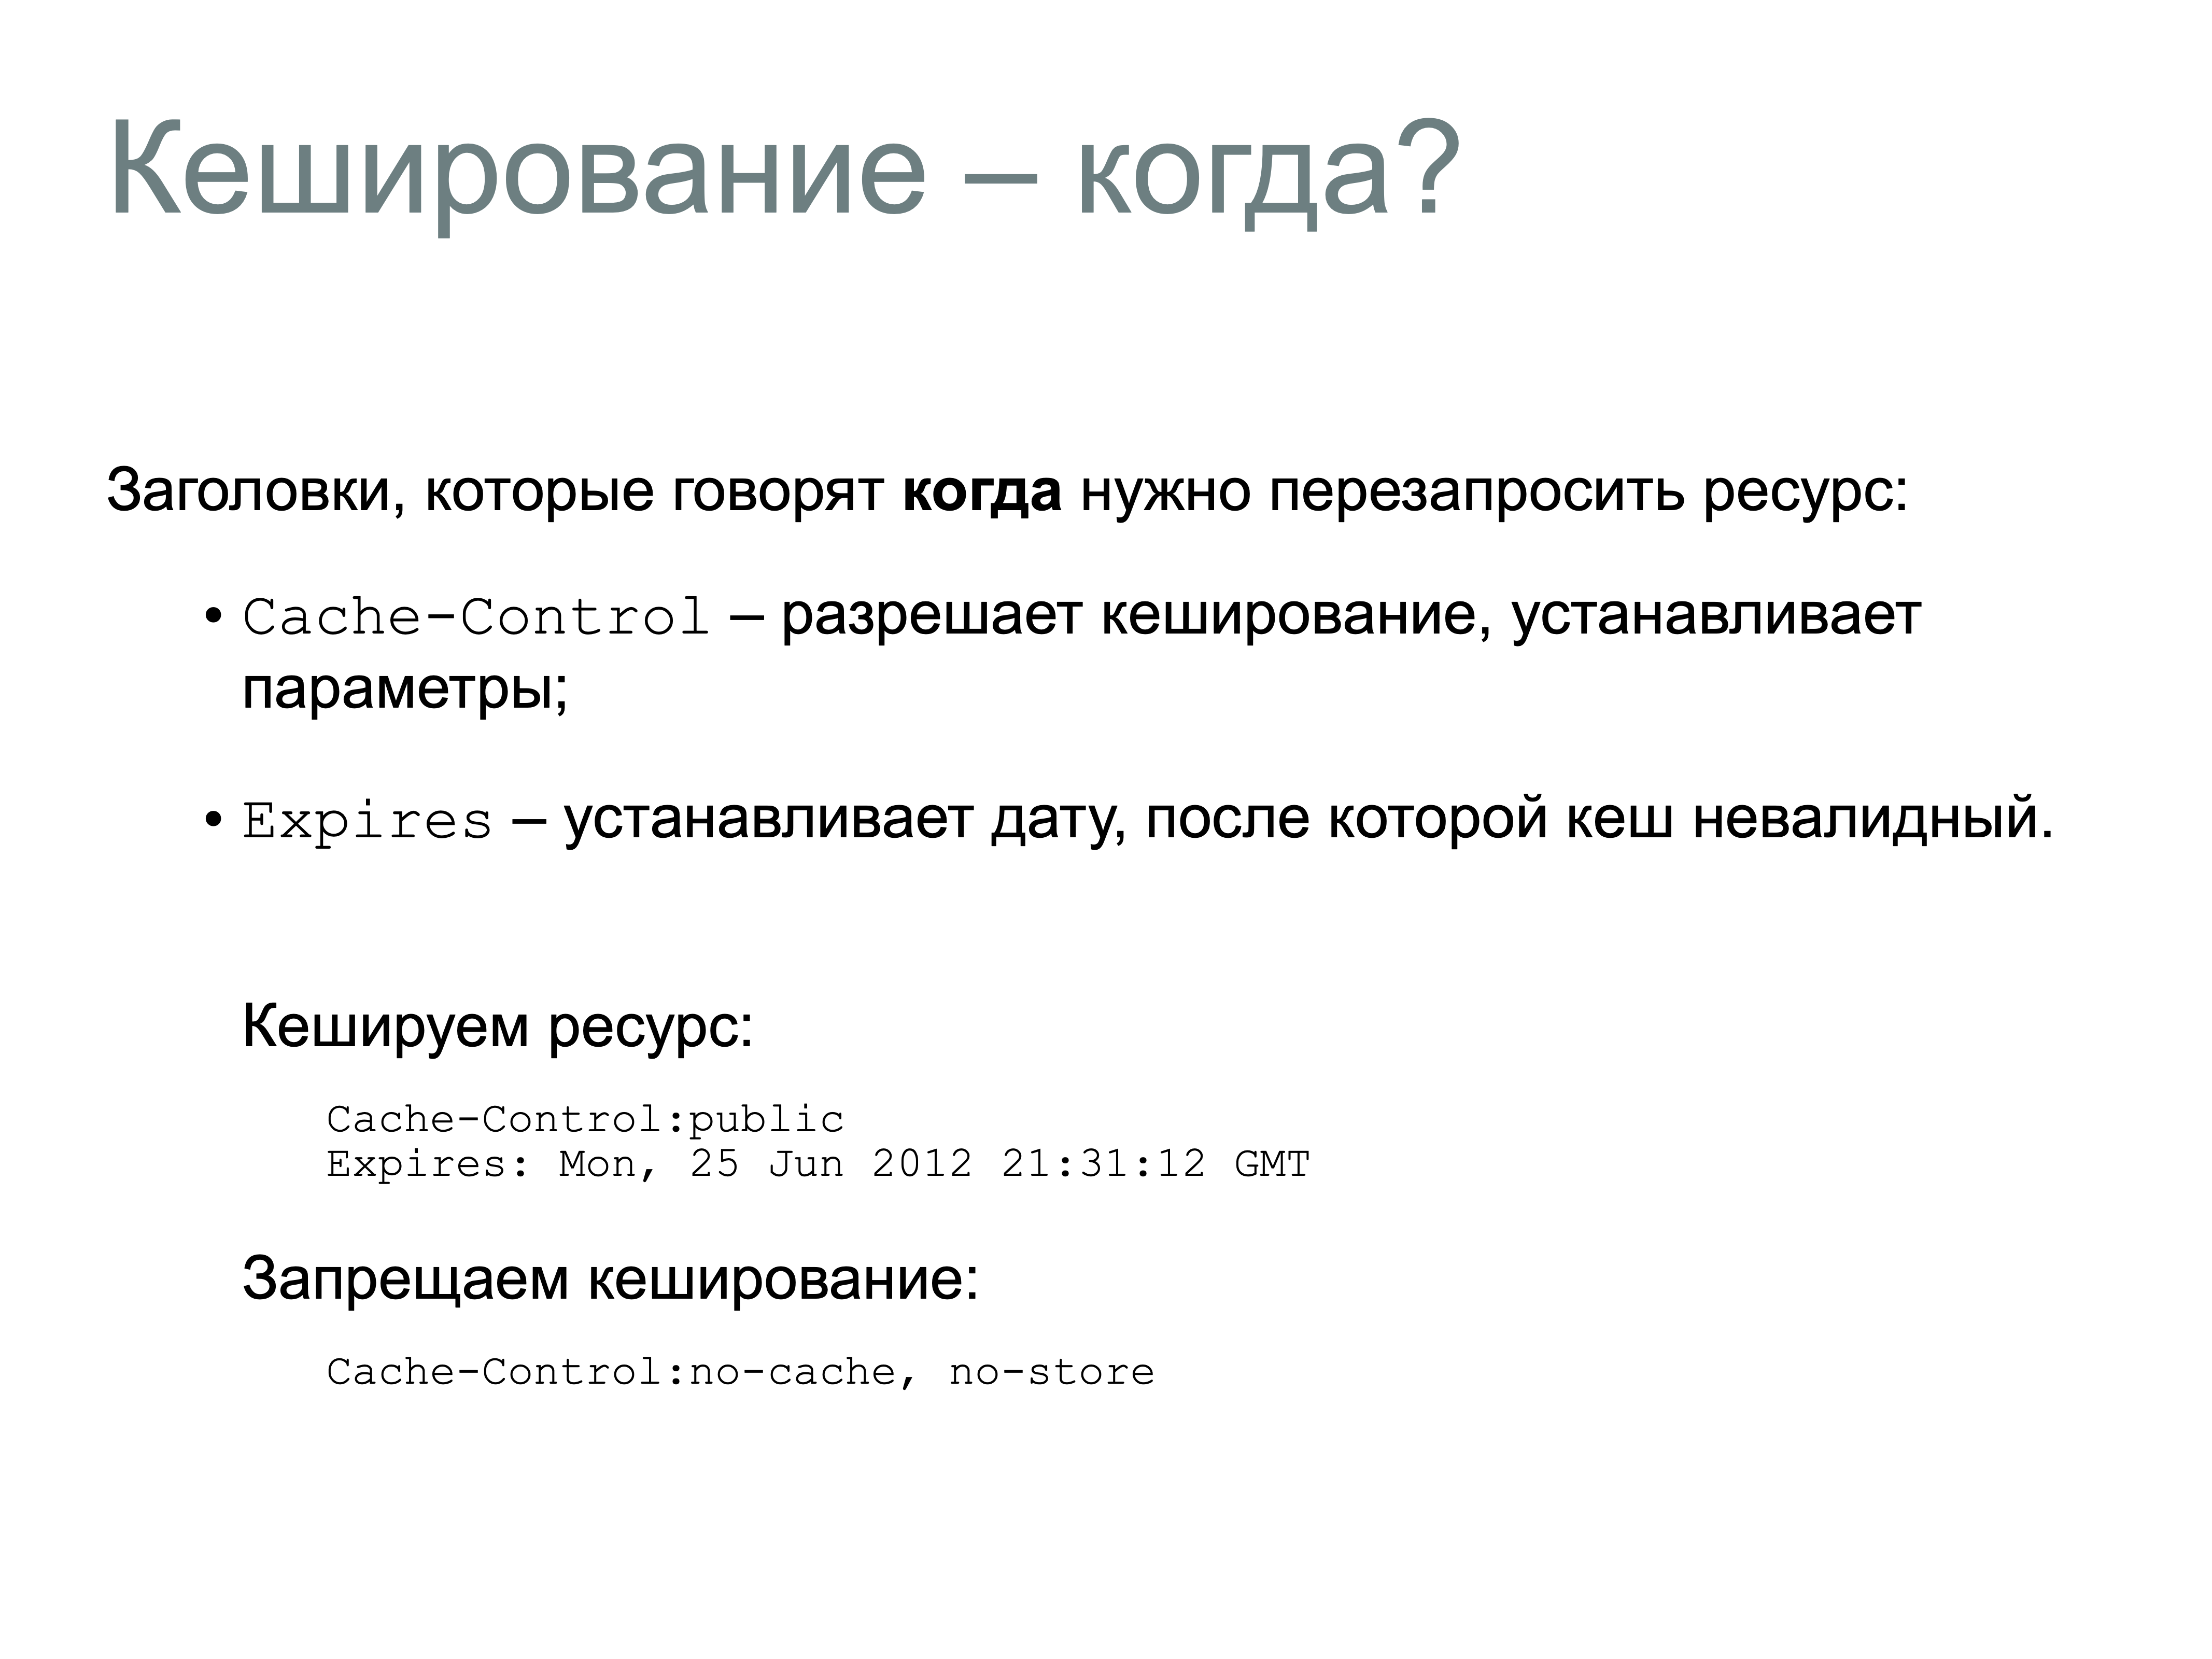 Кеширование – когда?
Заголовки, которые говорят когда нужно перезапросить ресурс:
• Cache-Control – разрешает кеширование, устанавливает
параметры;
• Expires – устанавливает дату, после которой кеш невалидный.
Кешируем ресурс:
Cache-Control:public
Expires: Mon, 25 Jun 2012 21:31:12 GMT
Запрещаем кеширование:
Cache-Control:no-cache, no-store